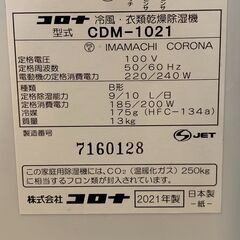 コロナ 冷風・衣類乾燥除湿機
型式 CDM-1021
IMAMACHI CORONA
定格電圧 100 V
定格周波数 50/60 Hz
電動機の定格消費電力 220/240 W
種類 B形
定格除湿能力 9/10 L/日
定格消費電力 185/200 W
冷媒 175g (HFC-134a)
質量 13kg
製造番号
7160128
S JET
この家庭用除湿機には、CO₂（温暖化ガス）250kg
に相当するフロン類が封入されています。
株式会社 コロナ 2021年製 日本製
-紙-